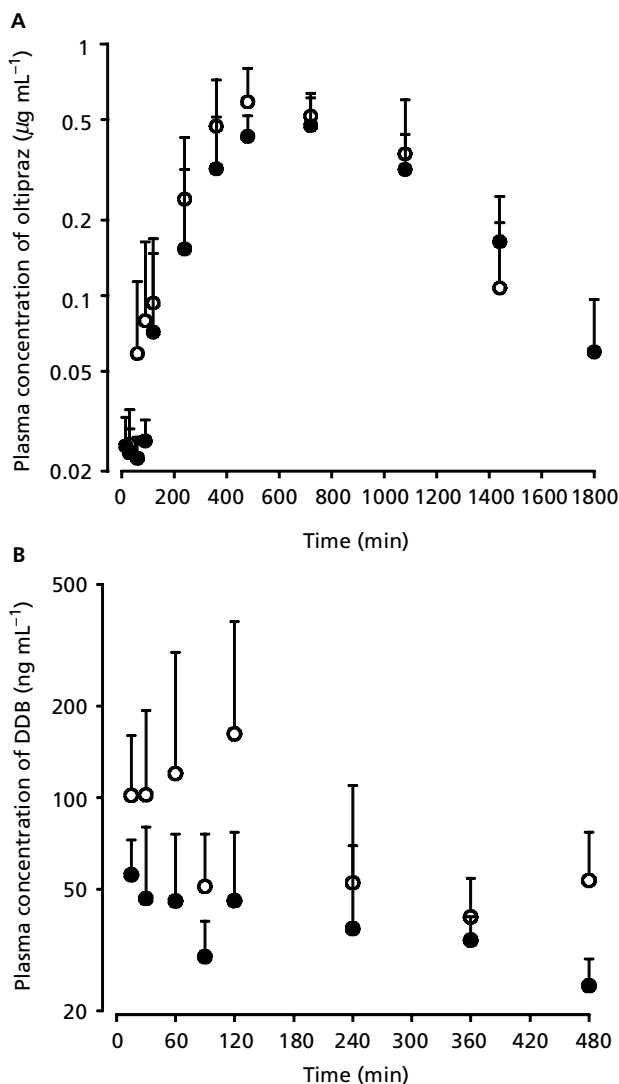 A
Plasma concentration of oltipraz (μg mL⁻¹)
1
0.5
0.2
0.1
0.05
0.02
0 200 400 600 800 1000 1200 1400 1600 1800
Time (min)
B
Plasma concentration of DDB (ng mL⁻¹)
500
200
100
50
20
0 60 120 180 240 300 360 420 480
Time (min)